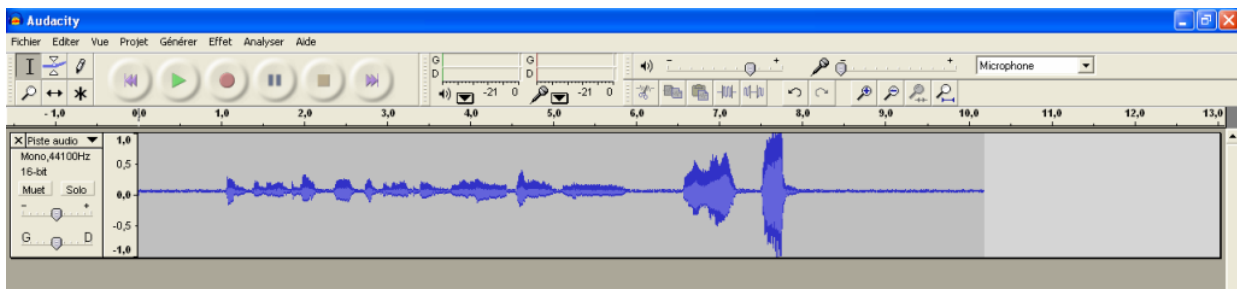 Audacity
Fichier Editer Vue Projet Générer Effet Analyser Aide
G G
D D
-21 0 -21 0
Microphone
- 1,0 0,0 1,0 2,0 3,0 4,0 5,0 6,0 7,0 8,0 9,0 10,0 11,0 12,0 13,0
X Piste audio
Mono,44100Hz
16-bit
Muet Solo
- +
G D
1,0
0,5
0,0
-0,5
-1,0